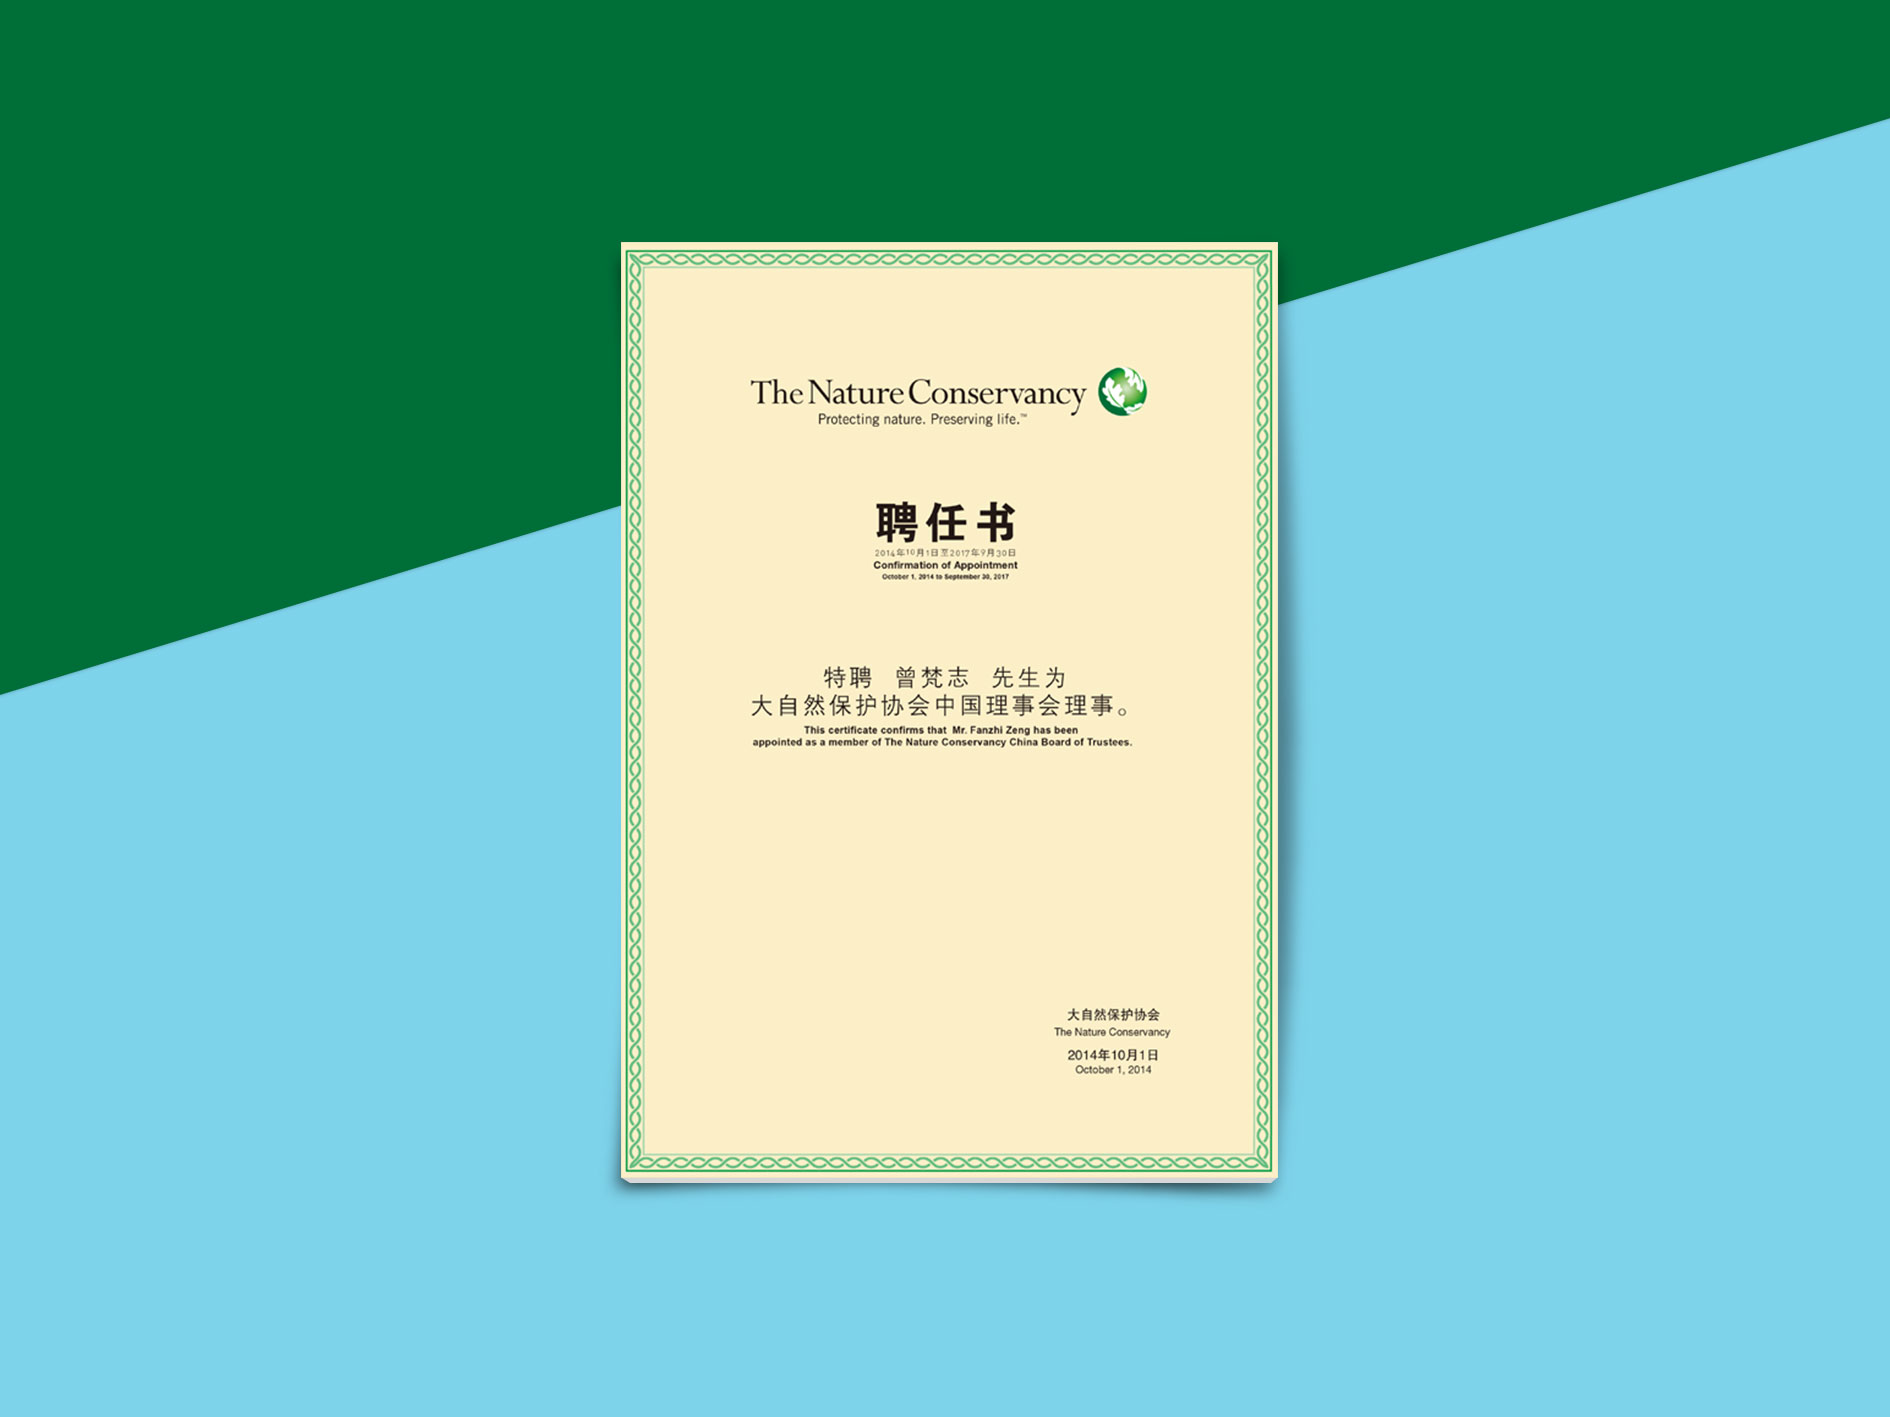 The Nature Conservancy
Protecting nature. Preserving life.™
聘任书
2014年10月1日至2017年9月30日
Confirmation of Appointment
October 1, 2014 to September 30, 2017
特聘 曾梵志 先生为
大自然保护协会中国理事会理事。
This certificate confirms that Mr. Fanzhi Zeng has been
appointed as a member of The Nature Conservancy China Board of Trustees.
大自然保护协会
The Nature Conservancy
2014年10月1日
October 1, 2014